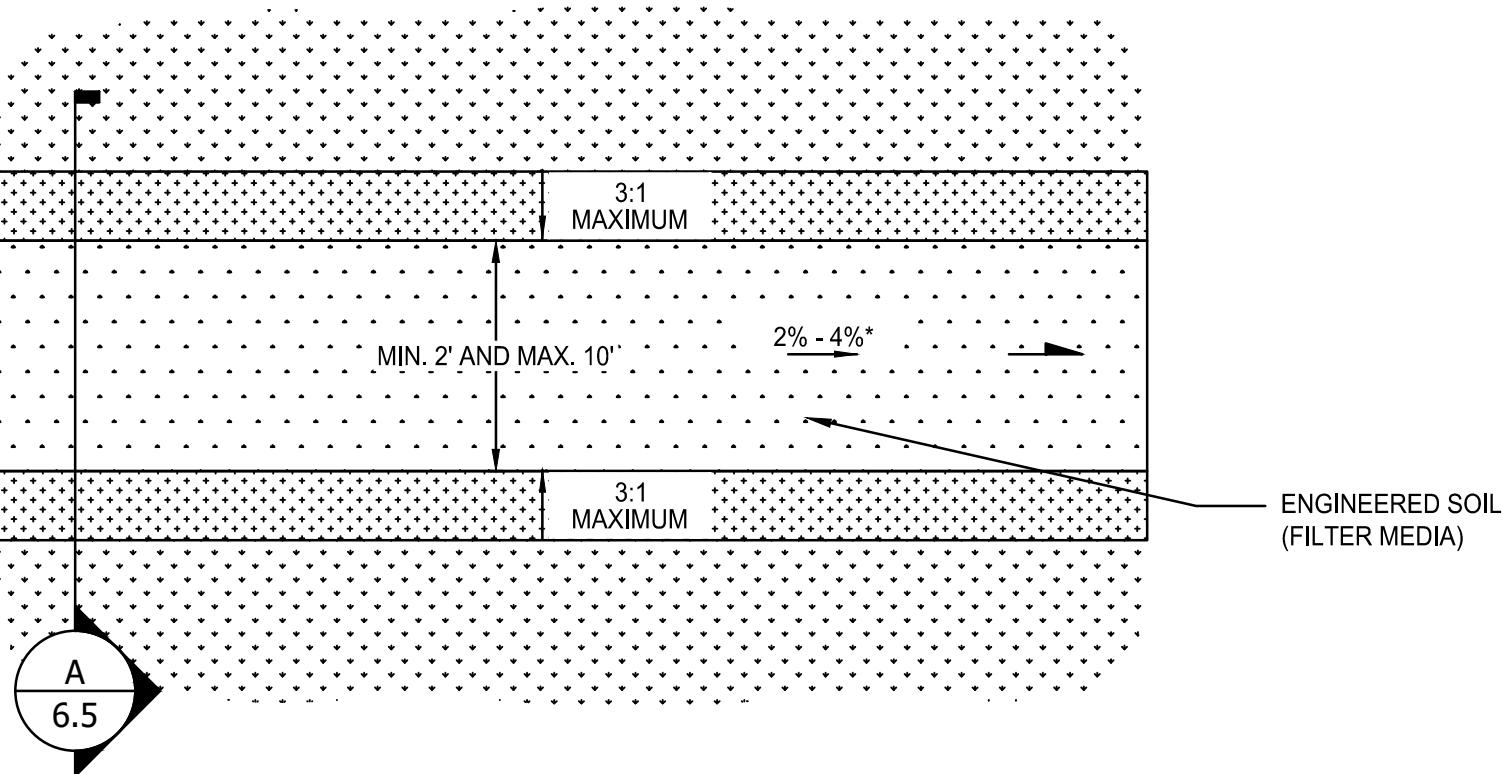 3:1
MAXIMUM
2% - 4%*
MIN. 2' AND MAX. 10'
3:1
MAXIMUM
ENGINEERED SOIL
(FILTER MEDIA)
A
6.5